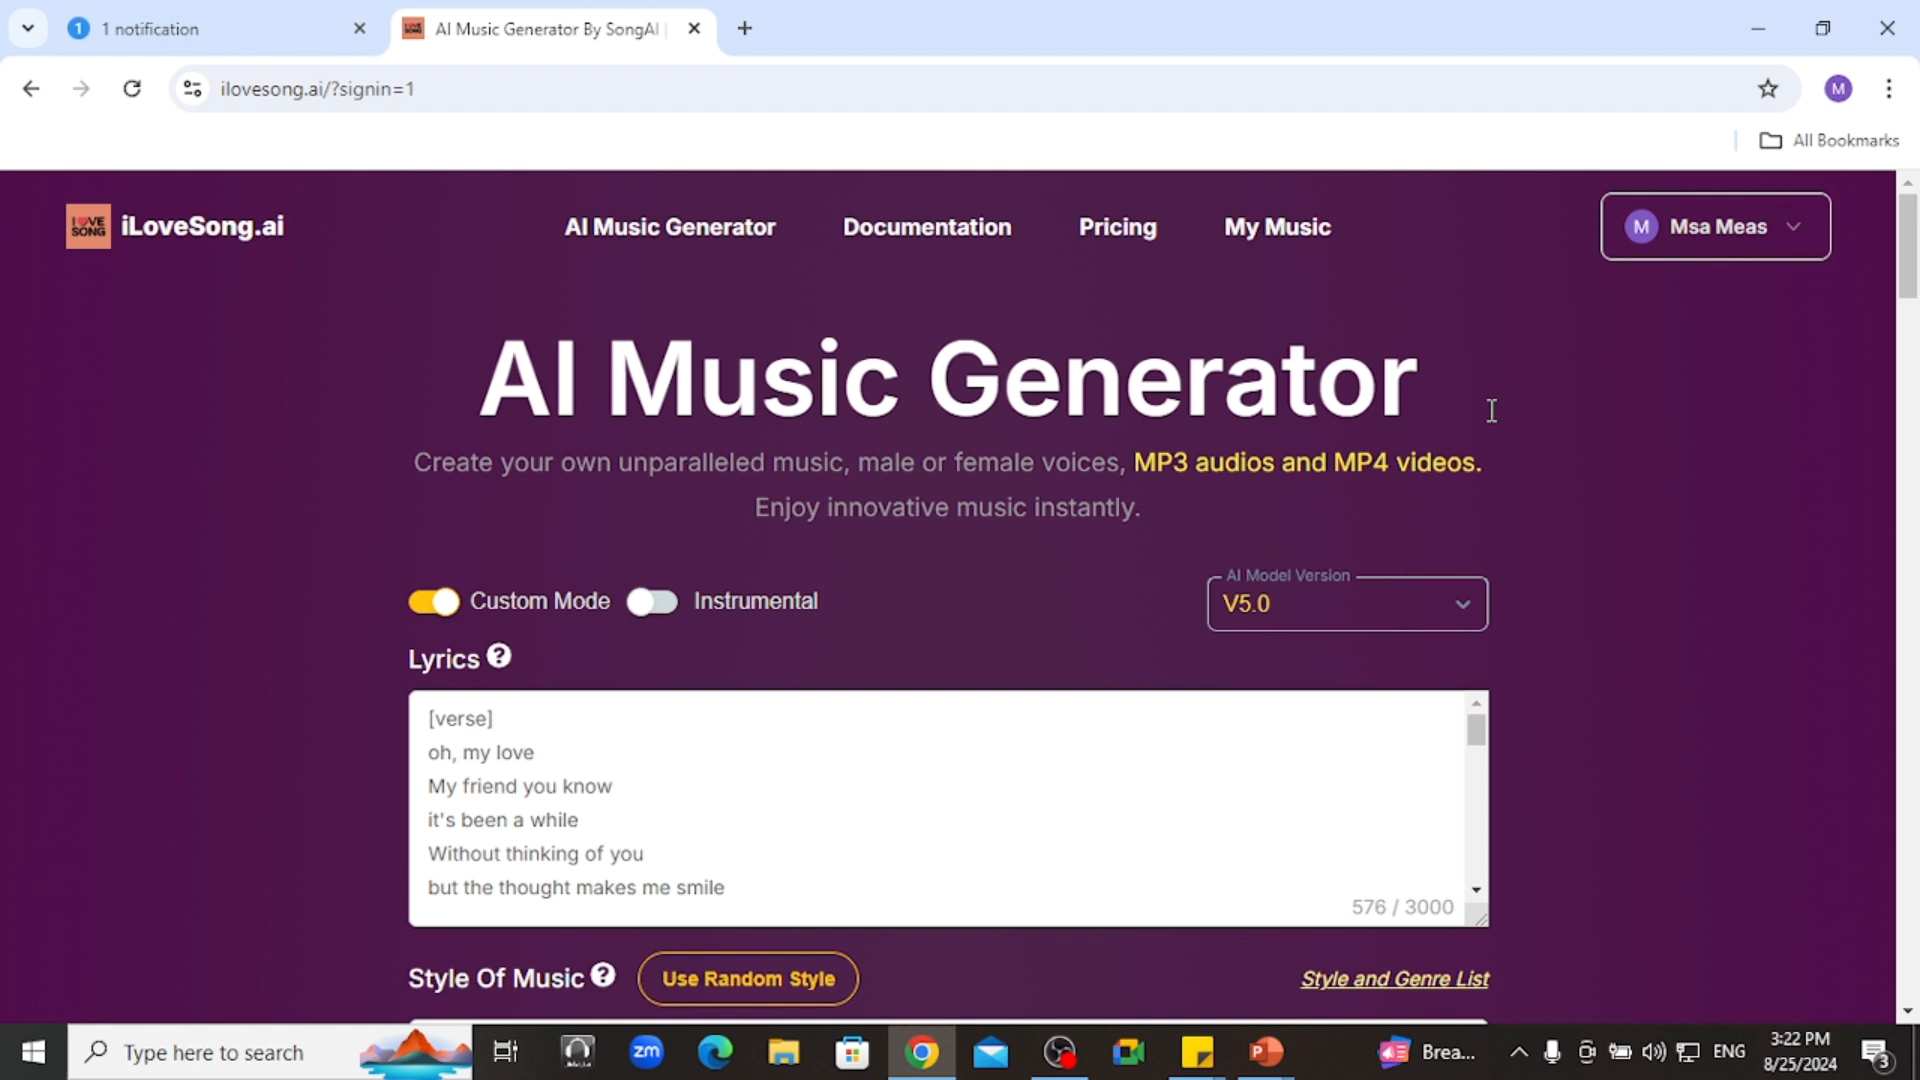 1
1 notification
AI Music Generator By SongAI |
ilovesong.ai/?signin=1
M
All Bookmarks
I LOVE SONG
iLoveSong.ai
AI Music Generator
Documentation
Pricing
My Music
M
Msa Meas
AI Music Generator
Create your own unparalleled music, male or female voices, MP3 audios and MP4 videos.
Enjoy innovative music instantly.
Custom Mode
Instrumental
AI Model Version
V5.0
Lyrics ?
[verse]
oh, my love
My friend you know
it's been a while
Without thinking of you
but the thought makes me smile
576 / 3000
Style Of Music ?
Use Random Style
Style and Genre List
Type here to search
zm
Brea...
ENG
3:22 PM
8/25/2024
3